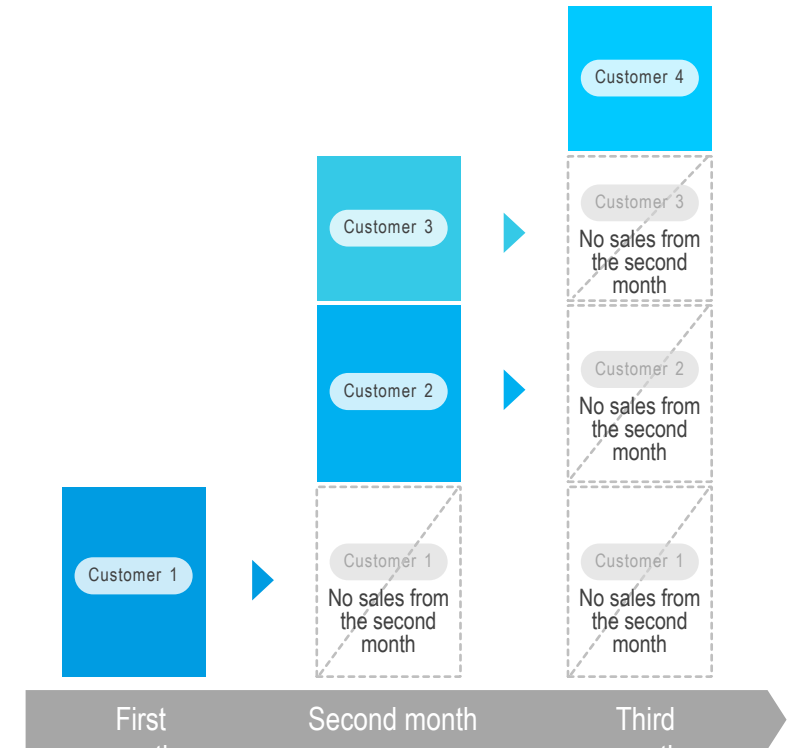 Customer 4
Customer 3
No sales from
the second
month
Customer 3
Customer 2
No sales from
the second
month
Customer 2
Customer 1
Customer 1
No sales from
the second
month
Customer 1
No sales from
the second
month
First
Second month
Third